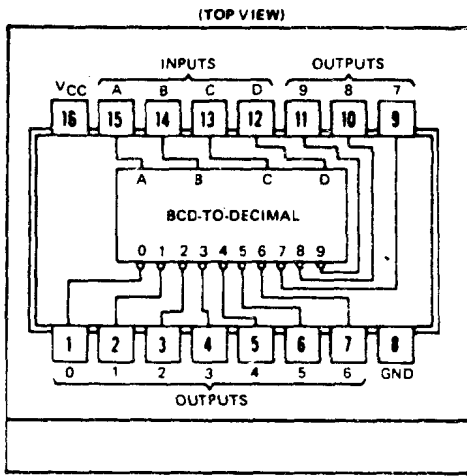 (TOP VIEW)
INPUTS OUTPUTS
VCC A B C D 9 8 7
16 15 14 13 12 11 10 9
A B C D
BCD-TO-DECIMAL
0 1 2 3 4 5 6 7 8 9
1 2 3 4 5 6 7 8
0 1 2 3 4 5 6 GND
OUTPUTS